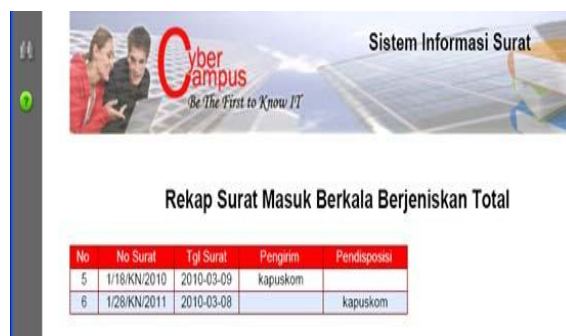 Sistem Informasi Surat
Cyber
Campus
Be The First to Know IT
Rekap Surat Masuk Berkala Berjeniskan Total
No No Surat Tgl Surat Pengirim Pendisposisi
5 1/18/KN/2010 2010-03-09 kapuskom
6 1/28/KN/2011 2010-03-08 kapuskom